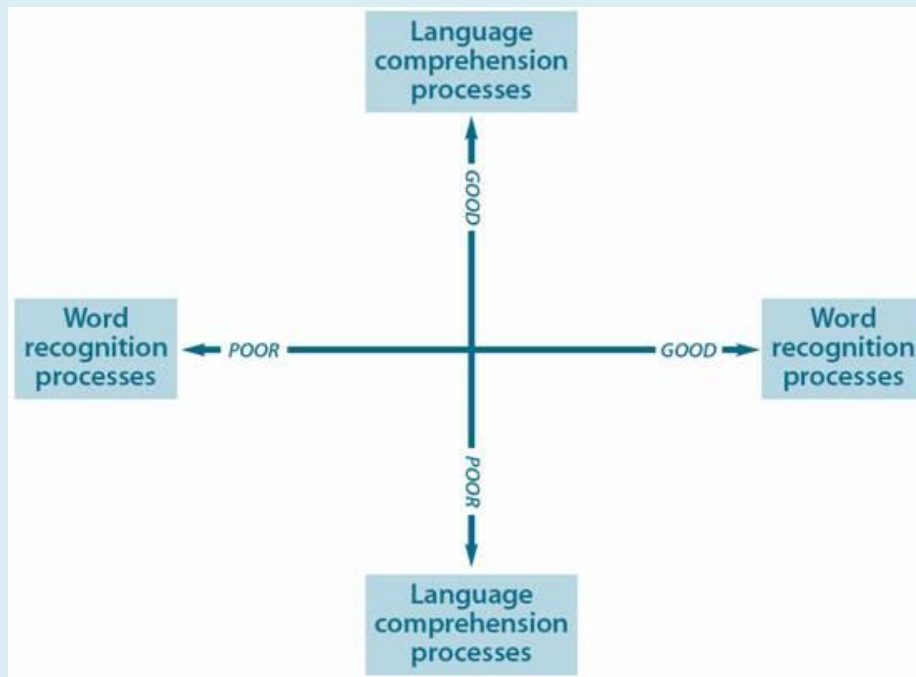 Language
comprehension
processes
GOOD
Word
recognition
processes
POOR
GOOD
Word
recognition
processes
POOR
Language
comprehension
processes